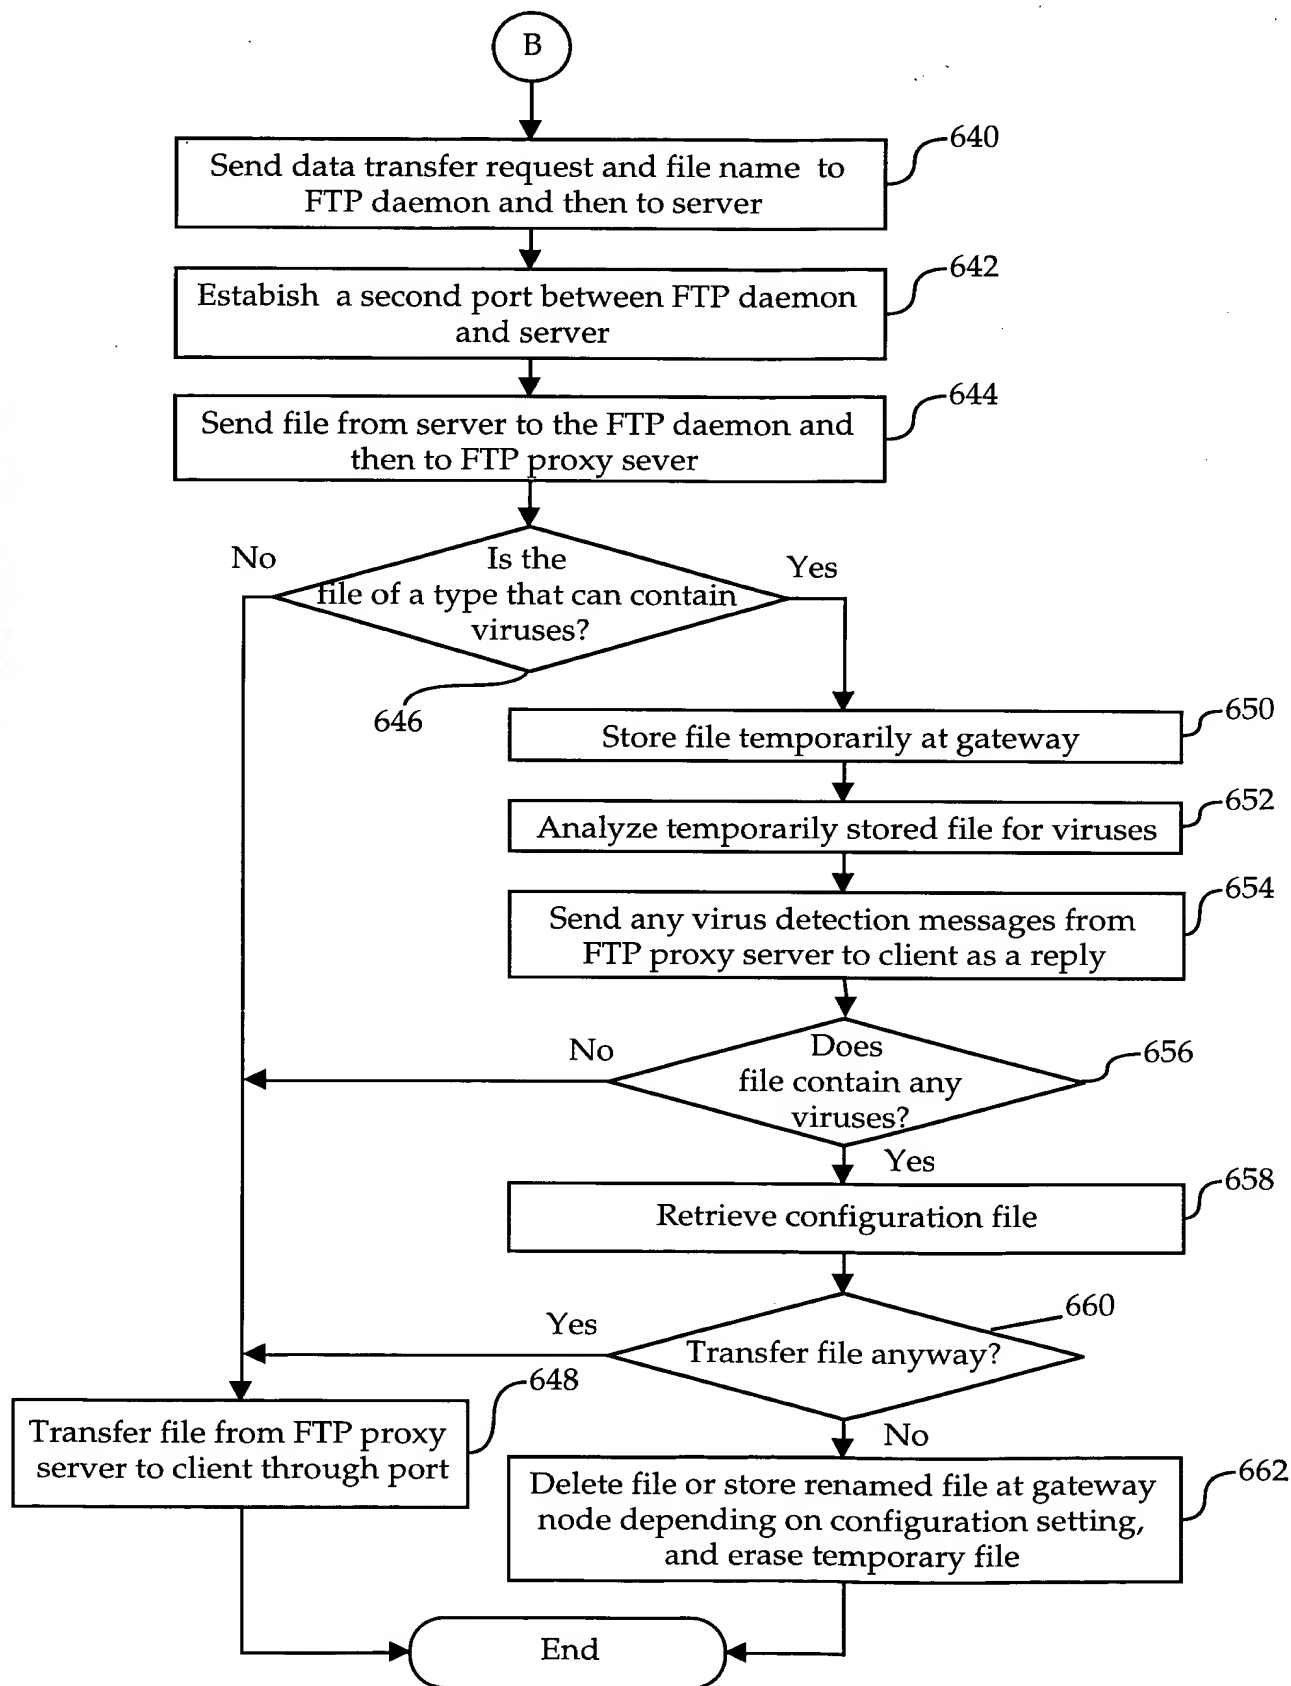 B
640
Send data transfer request and file name to
FTP daemon and then to server
642
Estabish a second port between FTP daemon
and server
644
Send file from server to the FTP daemon and
then to FTP proxy sever
No
Is the
file of a type that can contain
viruses?
Yes
646
650
Store file temporarily at gateway
652
Analyze temporarily stored file for viruses
654
Send any virus detection messages from
FTP proxy server to client as a reply
No
Does
file contain any
viruses?
656
Yes
658
Retrieve configuration file
660
Yes
Transfer file anyway?
648
Transfer file from FTP proxy
server to client through port
No
662
Delete file or store renamed file at gateway
node depending on configuration setting,
and erase temporary file
End